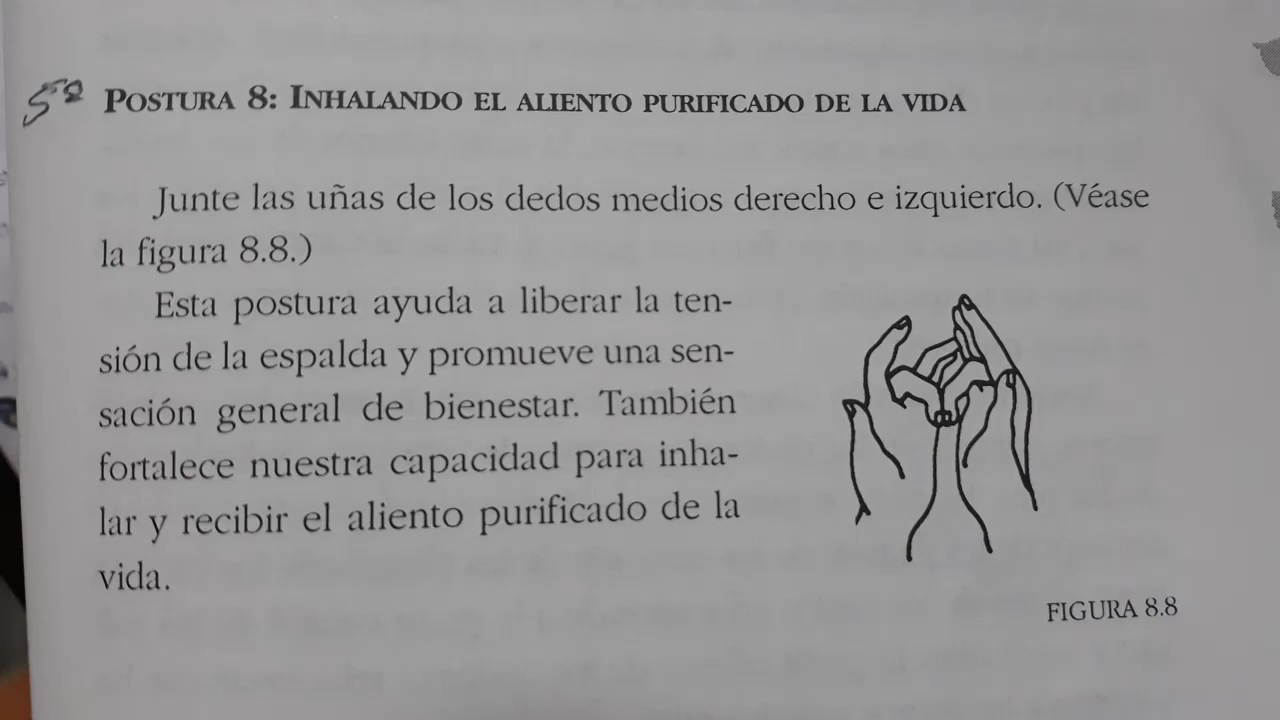 POSTURA 8: INHALANDO EL ALIENTO PURIFICADO DE LA VIDA
Junte las uñas de los dedos medios derecho e izquierdo. (Véase
la figura 8.8.)
Esta postura ayuda a liberar la ten-
sión de la espalda y promueve una sen-
sación general de bienestar. También
fortalece nuestra capacidad para inha-
lar y recibir el aliento purificado de la
vida.
FIGURA 8.8